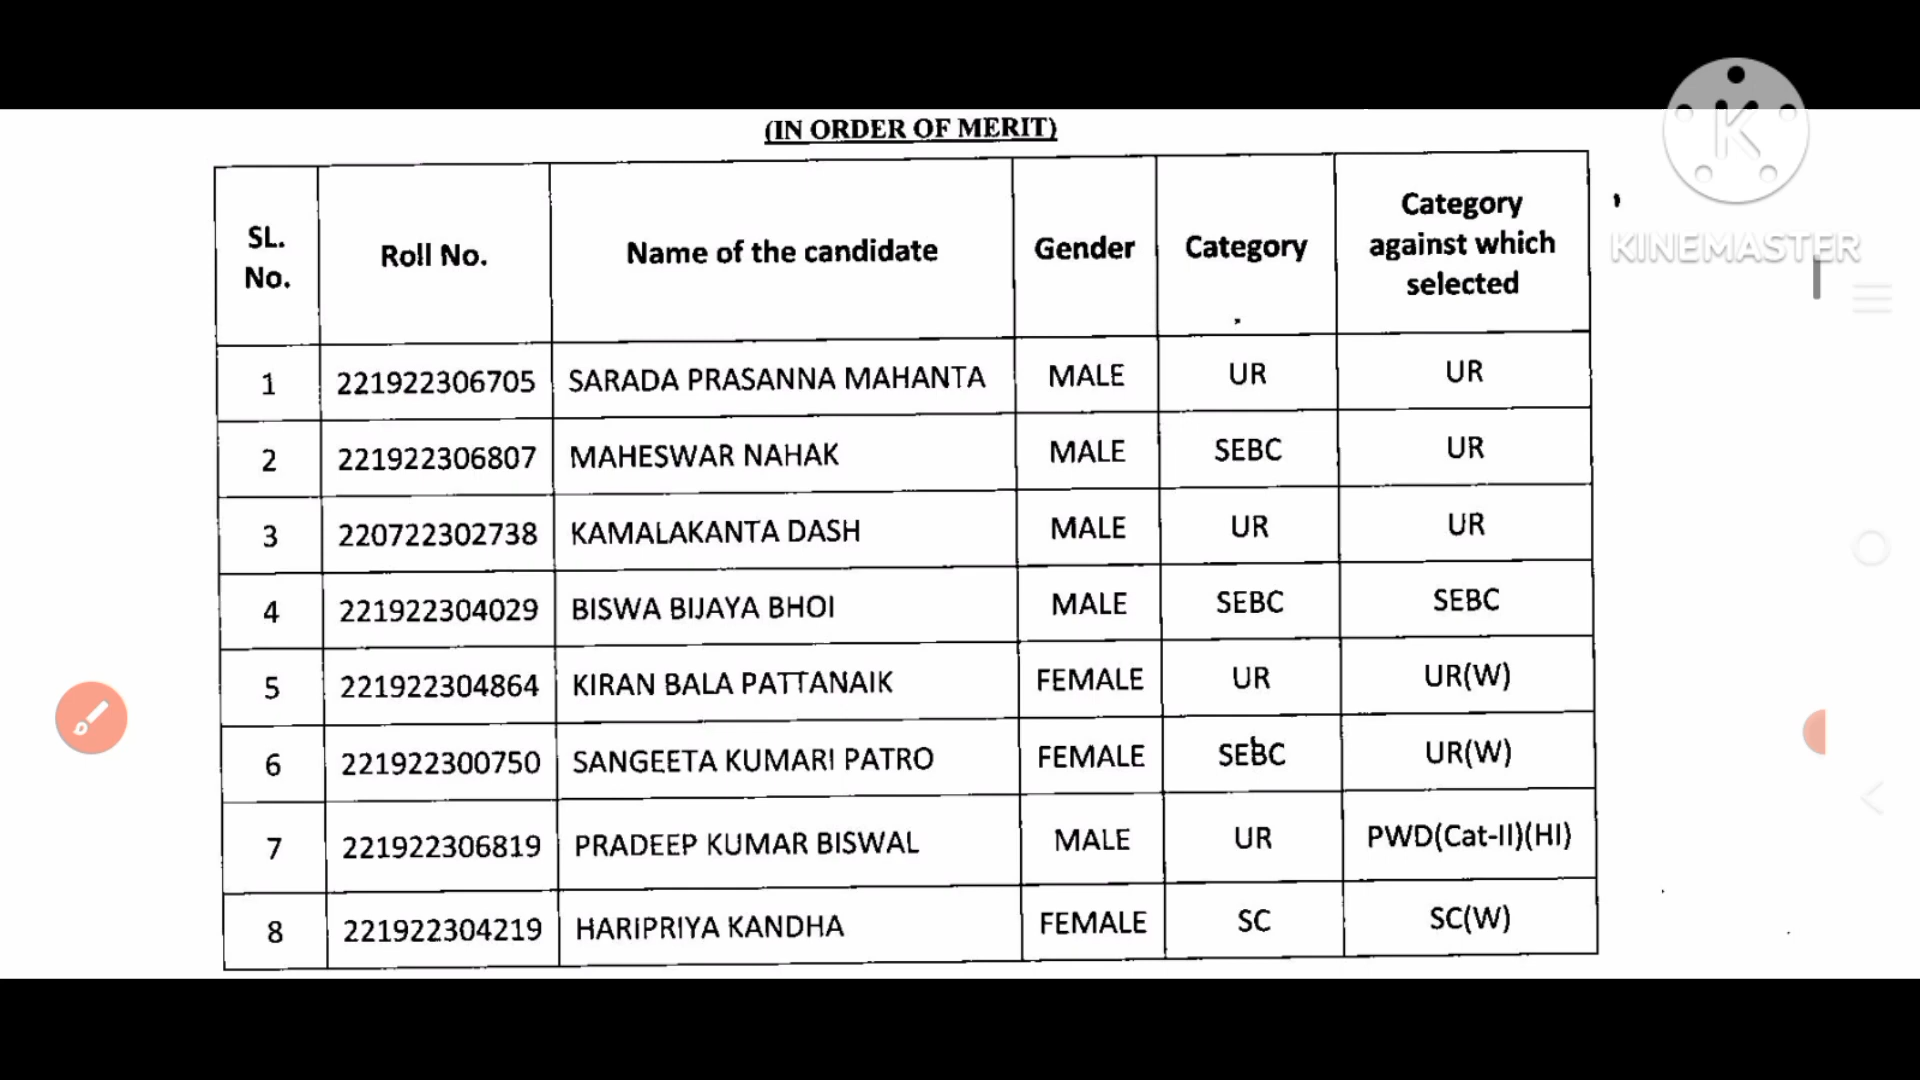 (IN ORDER OF MERIT)
SL. No. Roll No. Name of the candidate Gender Category Category against which selected
1 221922306705 SARADA PRASANNA MAHANTA MALE UR UR
2 221922306807 MAHESWAR NAHAK MALE SEBC UR
3 220722302738 KAMALAKANTA DASH MALE UR UR
4 221922304029 BISWA BIJAYA BHOI MALE SEBC SEBC
5 221922304864 KIRAN BALA PATTANAIK FEMALE UR UR(W)
6 221922300750 SANGEETA KUMARI PATRO FEMALE SEBC UR(W)
7 221922306819 PRADEEP KUMAR BISWAL MALE UR PWD(Cat-II)(HI)
8 221922304219 HARIPRIYA KANDHA FEMALE SC SC(W)
K
KINEMASTER